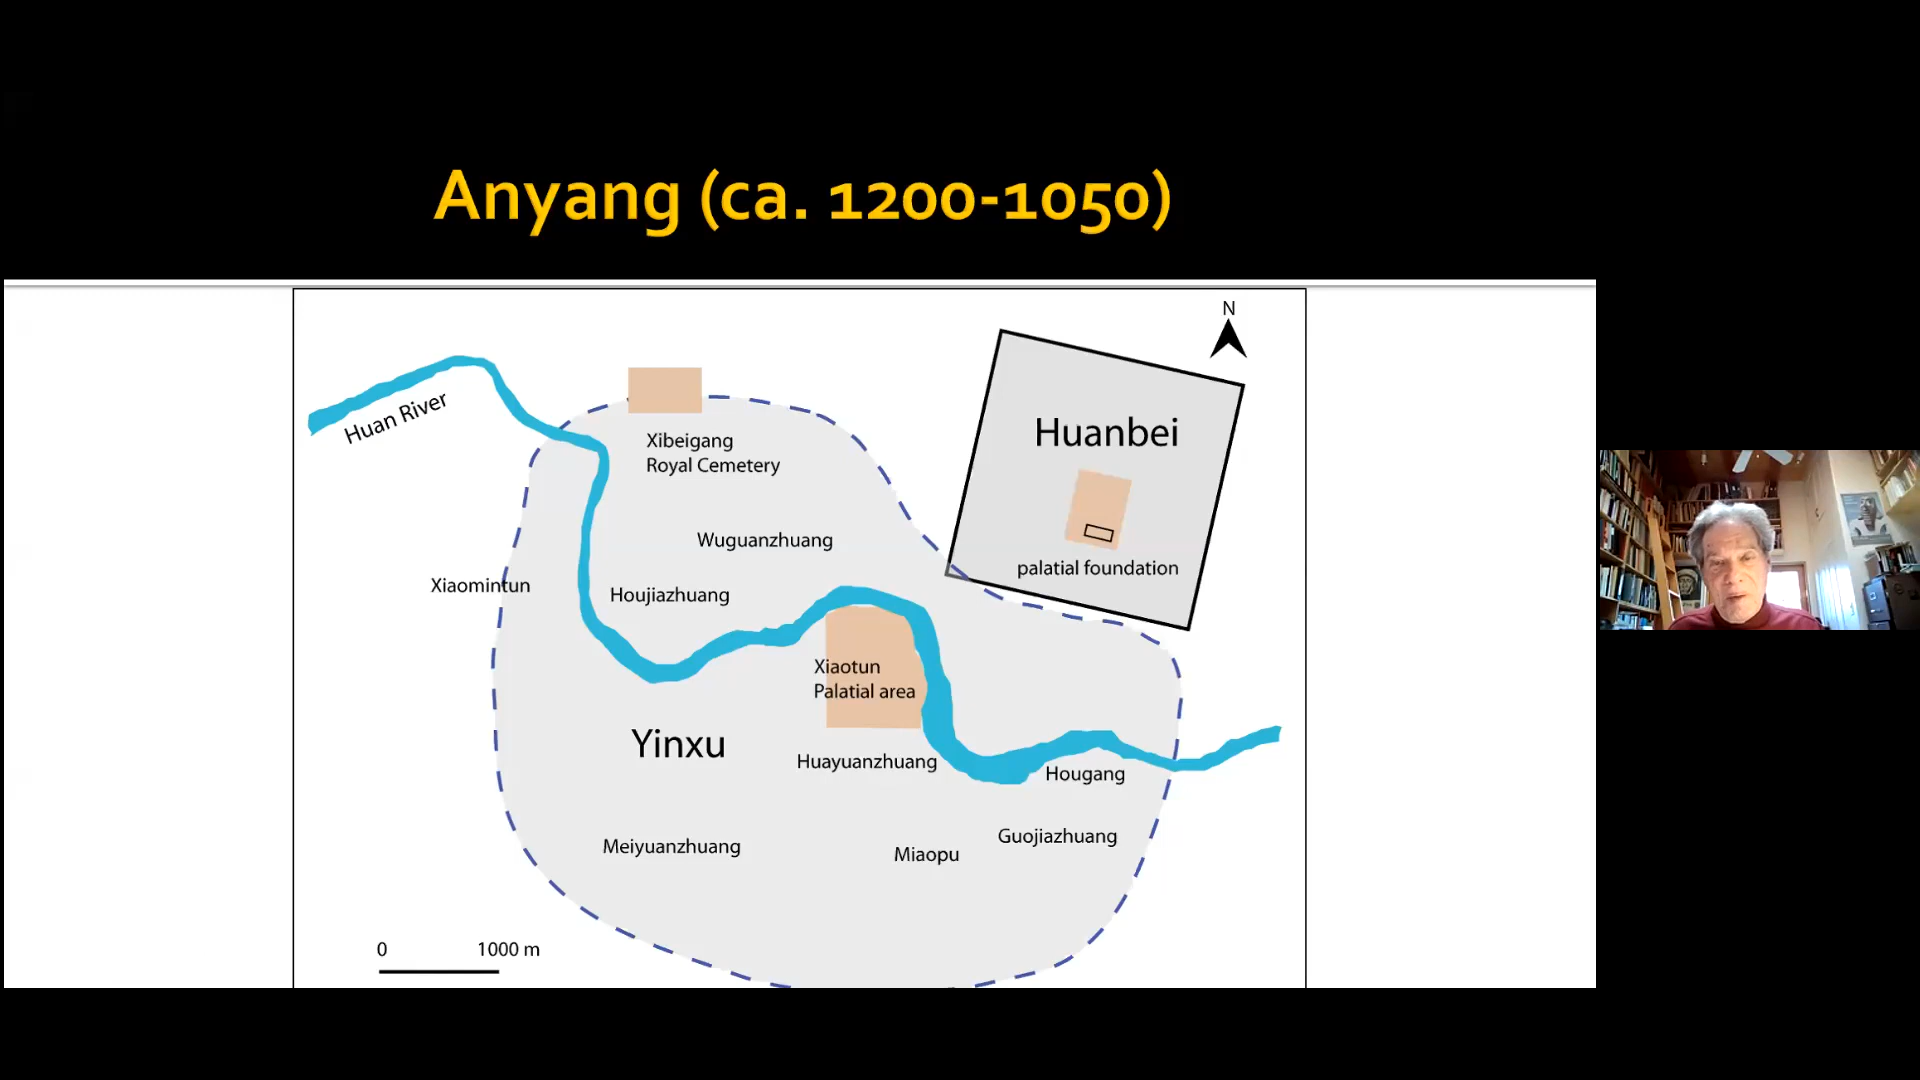 Anyang (ca. 1200-1050)
N
Huan River
Huanbei
Xibeigang
Royal Cemetery
Wuguanzhuang
palatial foundation
Xiaomintun
Houjiazhuang
Xiaotun
Palatial area
Yinxu
Huayuanzhuang
Hougang
Guojiazhuang
Meiyuanzhuang
Miaopu
0 1000 m